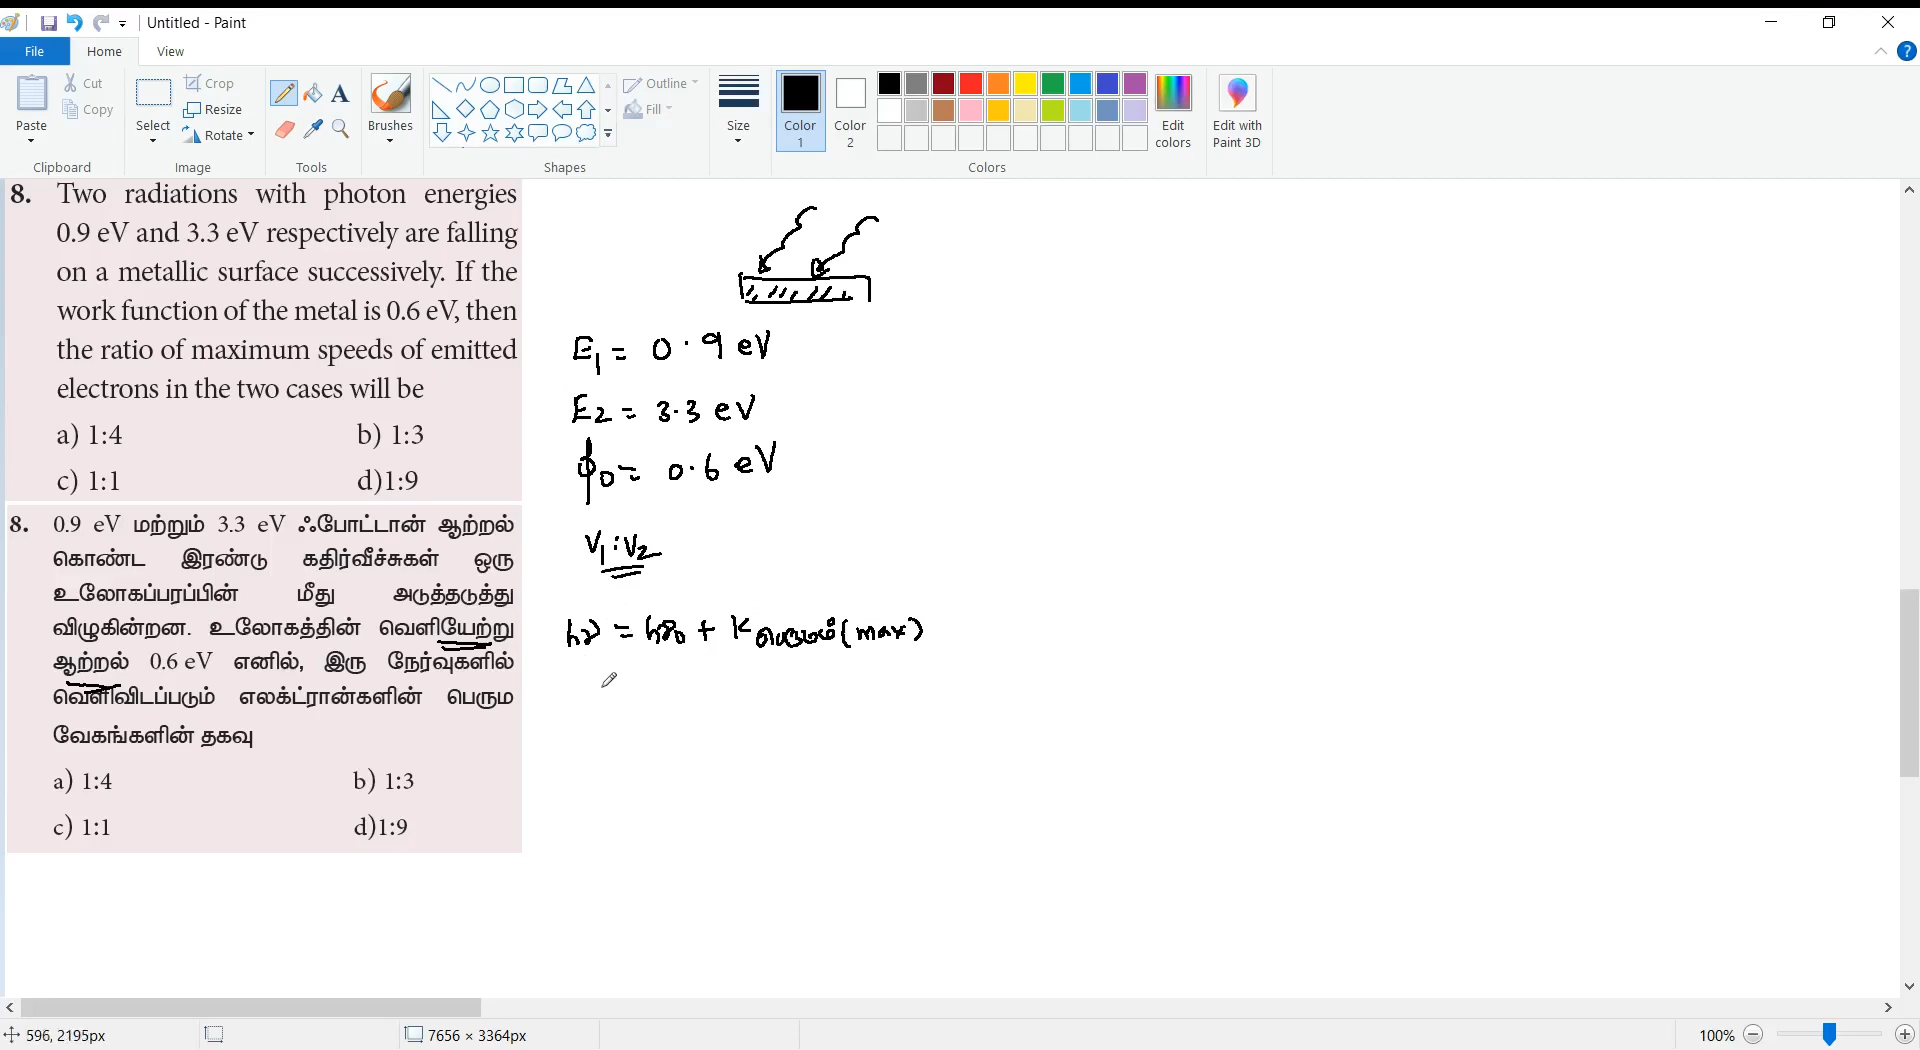 Untitled - Paint
File Home View
Paste
Cut
Copy
Clipboard
Select
Crop
Resize
Rotate
Image
Tools
Brushes
Shapes
Outline
Fill
Size
Color 1
Color 2
Colors
Edit colors
Edit with Paint 3D
8. Two radiations with photon energies
0.9 eV and 3.3 eV respectively are falling
on a metallic surface successively. If the
work function of the metal is 0.6 eV, then
the ratio of maximum speeds of emitted
electrons in the two cases will be
a) 1:4 b) 1:3
c) 1:1 d)1:9
8. 0.9 eV மற்றும் 3.3 eV ஃபோட்டான் ஆற்றல்
கொண்ட இரண்டு கதிர்வீச்சுகள் ஒரு
உலோகப்பரப்பின் மீது அடுத்தடுத்து
விழுகின்றன. உலோகத்தின் வெளியேற்று
ஆற்றல் 0.6 eV எனில், இரு நேர்வுகளில்
வெளிவிடப்படும் எலக்ட்ரான்களின் பெரும
வேகங்களின் தகவு
a) 1:4 b) 1:3
c) 1:1 d)1:9
E₁ = 0.9 eV
E₂ = 3.3 eV
ϕ₀ = 0.6 eV
V₁ : V₂
hν = hν₀ + K பெருமம் (max)
596, 2195px
7656 × 3364px
100%